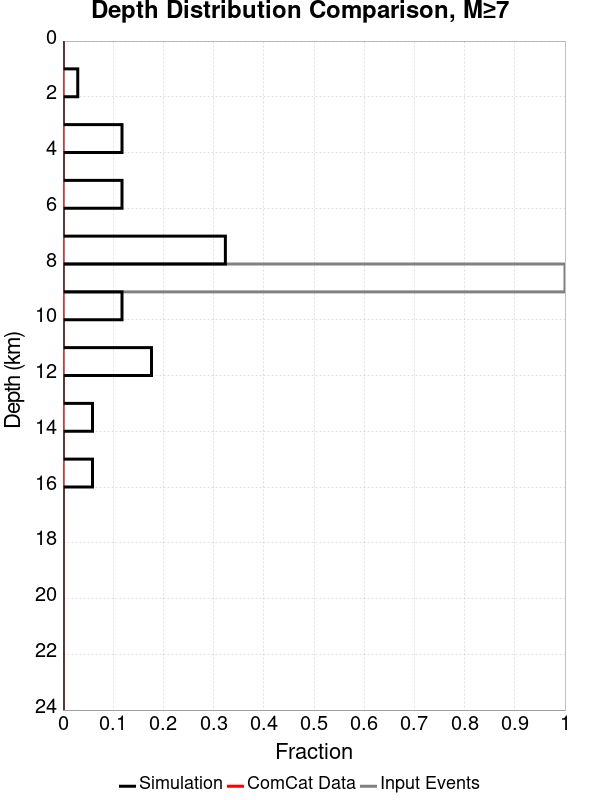 Depth Distribution Comparison, M≥7
0
2
4
6
8
10
12
14
16
18
20
22
24
Depth (km)
0 0.1 0.2 0.3 0.4 0.5 0.6 0.7 0.8 0.9 1
Fraction
Simulation ComCat Data Input Events